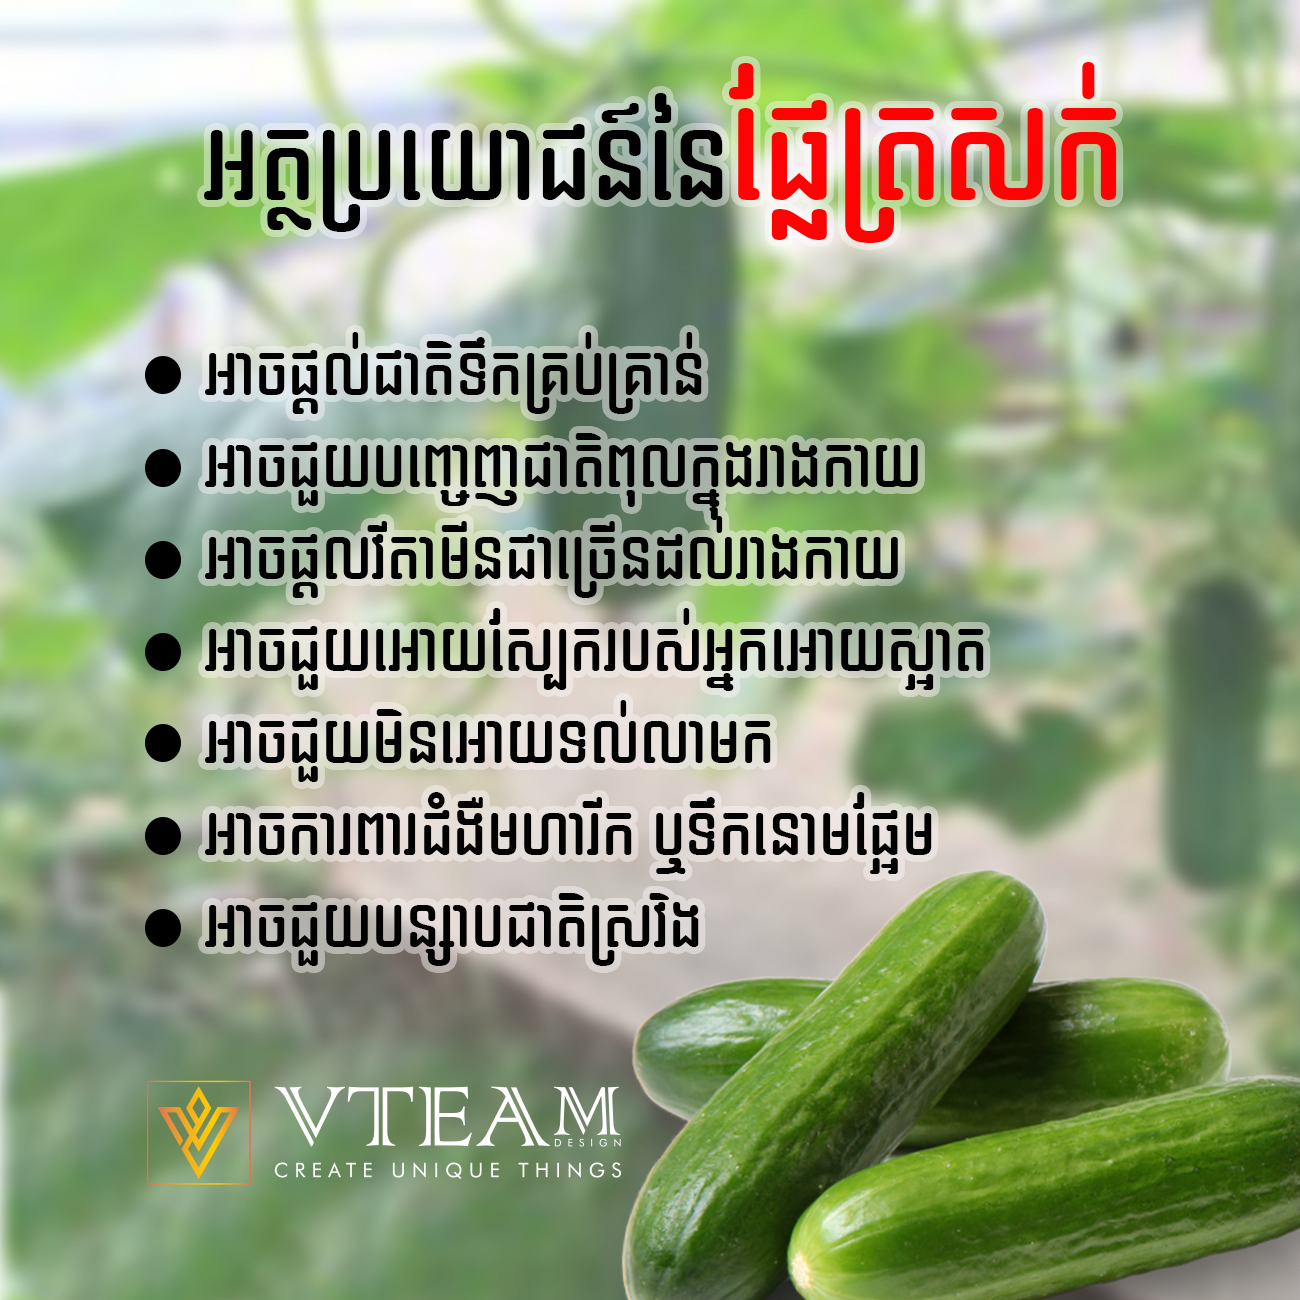 អត្ថប្រយោជន៍នៃផ្លែត្រសក់
● អាចផ្ដល់ជាតិទឹកគ្រប់គ្រាន់
● អាចជួយបញ្ចេញជាតិពុលក្នុងរាងកាយ
● អាចផ្ដលវីតាមីនជាច្រើនដល់រាងកាយ
● អាចជួយអោយស្បែករបស់អ្នកអោយស្អាត
● អាចជួយមិនអោយទល់លាមក
● អាចការពារជំងឺមហារីក ឬទឹកនោមផ្អែម
● អាចជួយបន្សាបជាតិស្រវិង
VTEAM
DESIGN
CREATE UNIQUE THINGS